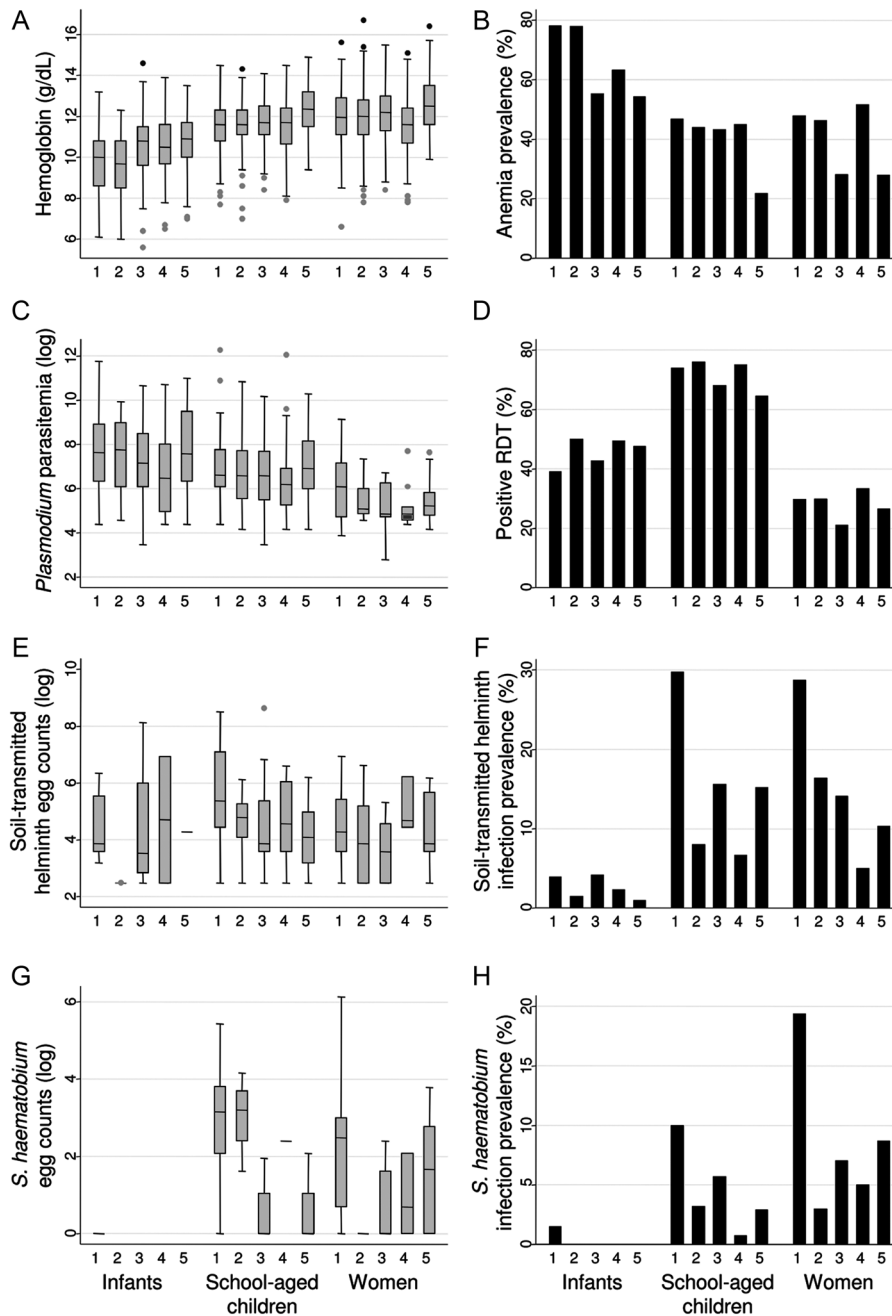 A
Hemoglobin (g/dL)
16
14
12
10
8
6
1 2 3 4 5 1 2 3 4 5 1 2 3 4 5
B
Anemia prevalence (%)
80
60
40
20
0
1 2 3 4 5 1 2 3 4 5 1 2 3 4 5
C
Plasmodium parasitemia (log)
12
10
8
6
4
2
1 2 3 4 5 1 2 3 4 5 1 2 3 4 5
D
Positive RDT (%)
80
60
40
20
0
1 2 3 4 5 1 2 3 4 5 1 2 3 4 5
E
Soil-transmitted
helminth egg counts (log)
10
8
6
4
2
1 2 3 4 5 1 2 3 4 5 1 2 3 4 5
F
Soil-transmitted helminth
infection prevalence (%)
30
20
10
0
1 2 3 4 5 1 2 3 4 5 1 2 3 4 5
G
S. haematobium
egg counts (log)
6
4
2
0
1 2 3 4 5 1 2 3 4 5 1 2 3 4 5
Infants School-aged Women
children
H
S. haematobium
infection prevalence (%)
20
15
10
5
0
1 2 3 4 5 1 2 3 4 5 1 2 3 4 5
Infants School-aged Women
children